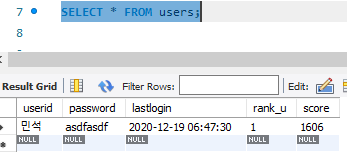 7 SELECT * FROM users;
8
Result Grid Filter Rows: Edit:
userid password lastlogin rank_u score
민석 asdfasdf 2020-12-19 06:47:30 1 1606
NULL NULL NULL NULL NULL